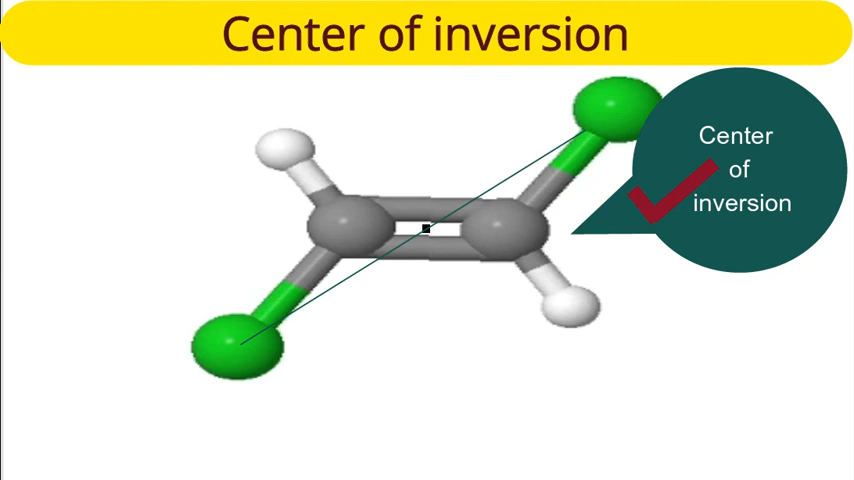 Center of inversion
Center
of
inversion